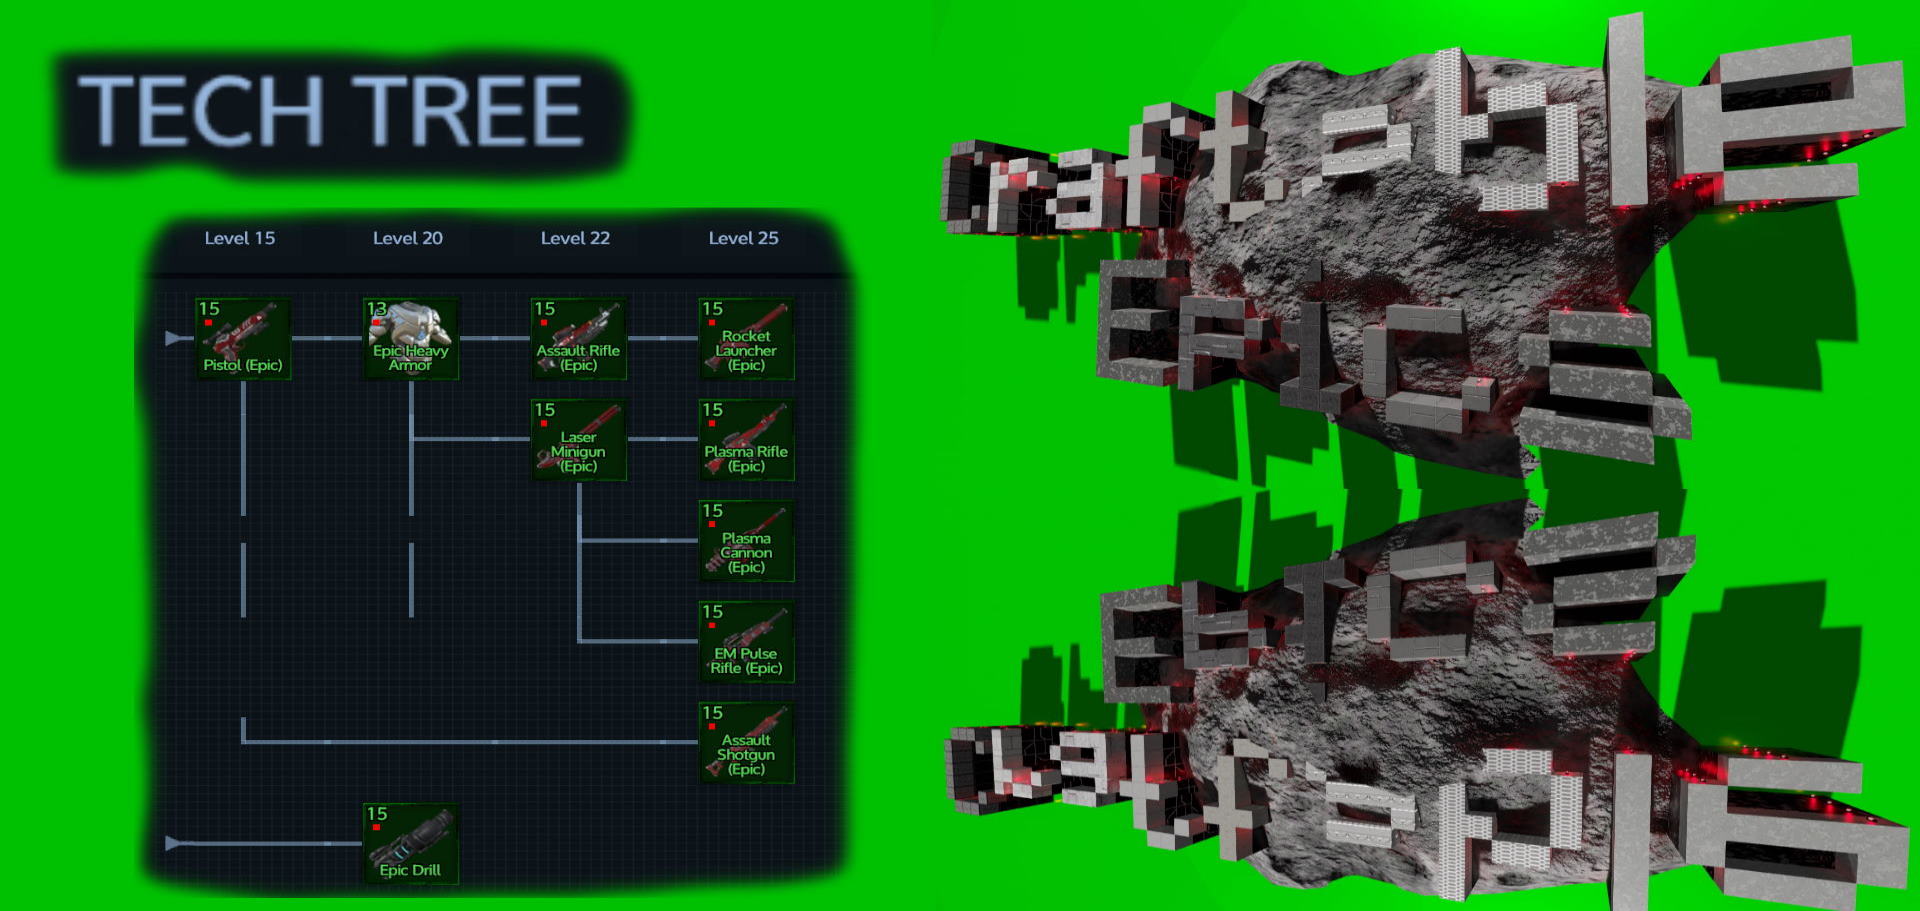 TECH TREE
Level 15
Level 20
Level 22
Level 25
15
Pistol (Epic)
13
Epic Heavy
Armor
15
Assault Rifle
(Epic)
15
Rocket
Launcher
(Epic)
15
Laser
Minigun
(Epic)
15
Plasma Rifle
(Epic)
15
Plasma
Cannon
(Epic)
15
EM Pulse
Rifle (Epic)
15
Assault
Shotgun
(Epic)
15
Epic Drill
Craftable
EPICS